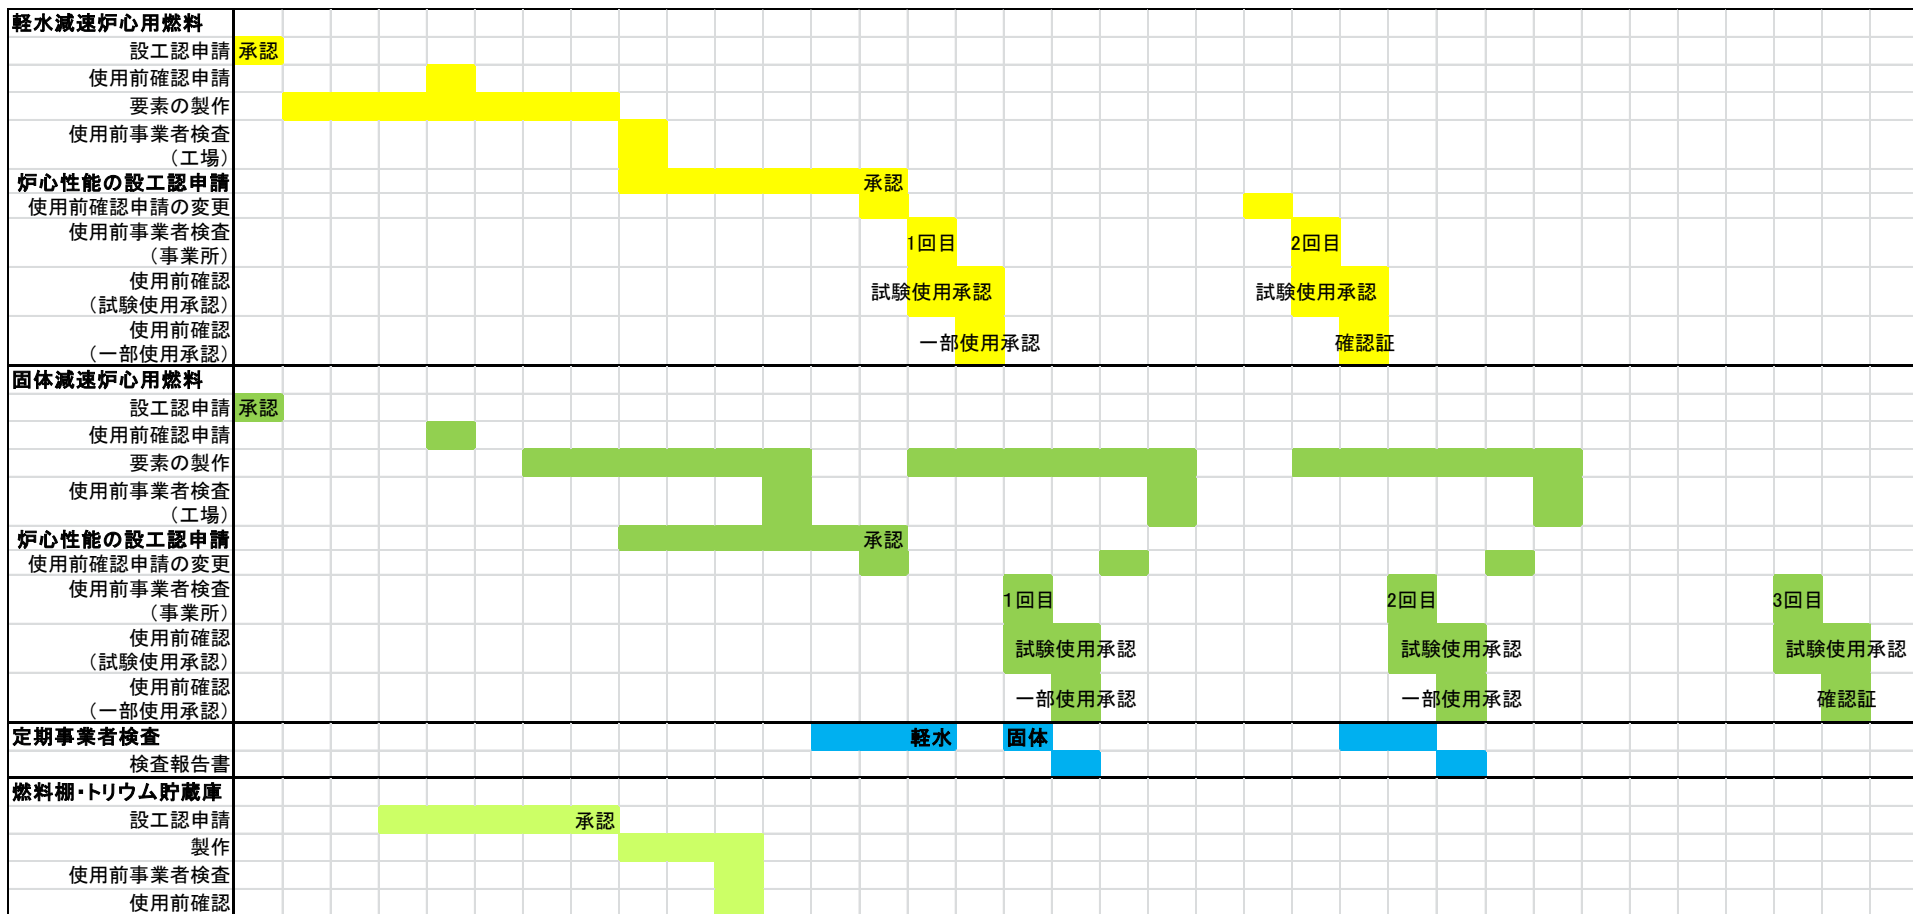 軽水減速炉心用燃料
設工認申請 承認
使用前確認申請
要素の製作
使用前事業者検査
（工場）
炉心性能の設工認申請 承認
使用前確認申請の変更
使用前事業者検査
（事業所）
1回目 2回目
使用前確認
（試験使用承認）
試験使用承認 試験使用承認
使用前確認
（一部使用承認）
一部使用承認 確認証
固体減速炉心用燃料
設工認申請 承認
使用前確認申請
要素の製作
使用前事業者検査
（工場）
炉心性能の設工認申請 承認
使用前確認申請の変更
使用前事業者検査
（事業所）
1回目 2回目 3回目
使用前確認
（試験使用承認）
試験使用承認 試験使用承認 試験使用承認
使用前確認
（一部使用承認）
一部使用承認 一部使用承認 確認証
定期事業者検査 軽水 固体
検査報告書
燃料棚・トリウム貯蔵庫
設工認申請 承認
製作
使用前事業者検査
使用前確認